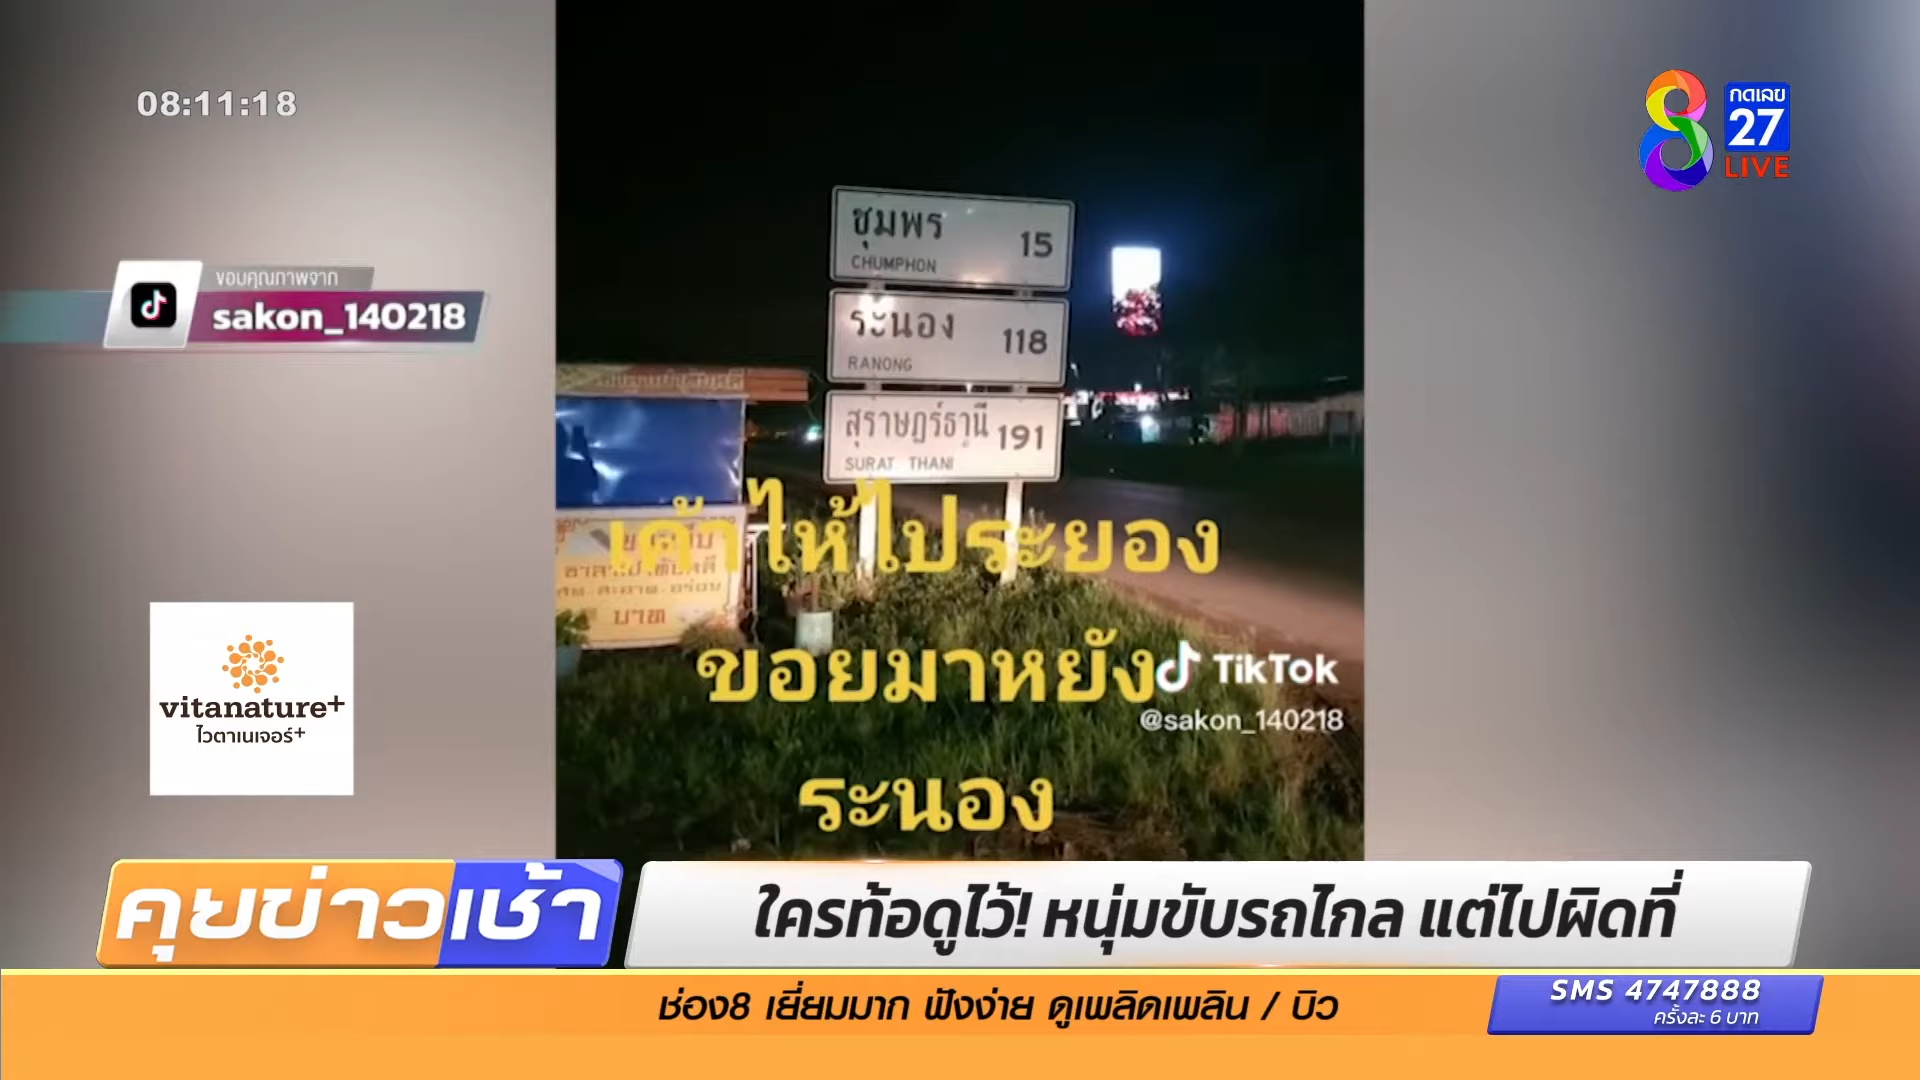 08:11:18
กดเลข
27
LIVE
ขอบคุณภาพจาก
sakon_140218
ชุมพร 15
CHUMPHON
ระนอง 118
RANONG
สุราษฎร์ธานี 191
SURAT THANI
บาท
เค้าไห้ไประยอง
ขอยมาหยัง
ระนอง
TikTok
@sakon_140218
vitanature+
ไวตาเนเจอร์+
คุยข่าวเช้า
ใครท้อดูไว้! หนุ่มขับรถไกล แต่ไปผิดที่
ช่อง8 เยี่ยมมาก ฟังง่าย ดูเพลิดเพลิน / บิว
SMS 4747888
ครั้งละ 6 บาท